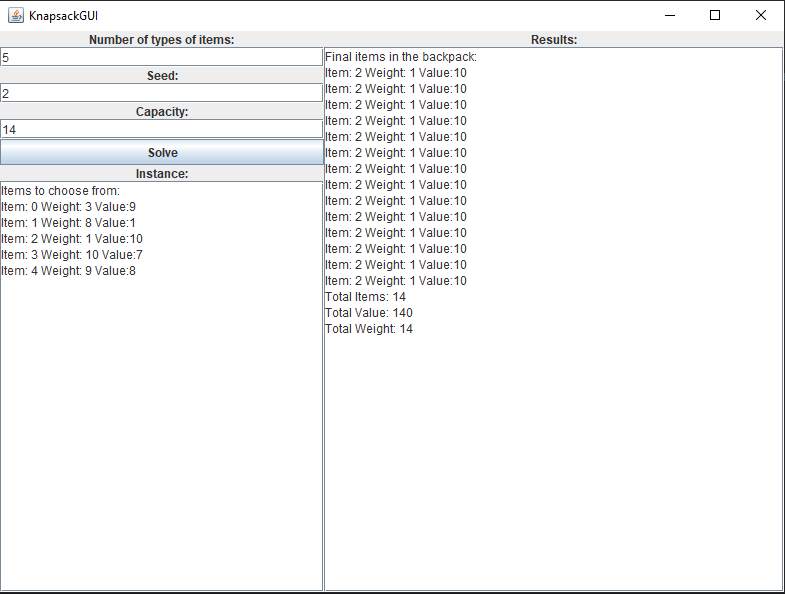 KnapsackGUI
Number of types of items:
5
Seed:
2
Capacity:
14
Solve
Instance:
Items to choose from:
Item: 0 Weight: 3 Value:9
Item: 1 Weight: 8 Value:1
Item: 2 Weight: 1 Value:10
Item: 3 Weight: 10 Value:7
Item: 4 Weight: 9 Value:8
Results:
Final items in the backpack:
Item: 2 Weight: 1 Value:10
Item: 2 Weight: 1 Value:10
Item: 2 Weight: 1 Value:10
Item: 2 Weight: 1 Value:10
Item: 2 Weight: 1 Value:10
Item: 2 Weight: 1 Value:10
Item: 2 Weight: 1 Value:10
Item: 2 Weight: 1 Value:10
Item: 2 Weight: 1 Value:10
Item: 2 Weight: 1 Value:10
Item: 2 Weight: 1 Value:10
Item: 2 Weight: 1 Value:10
Item: 2 Weight: 1 Value:10
Item: 2 Weight: 1 Value:10
Total Items: 14
Total Value: 140
Total Weight: 14